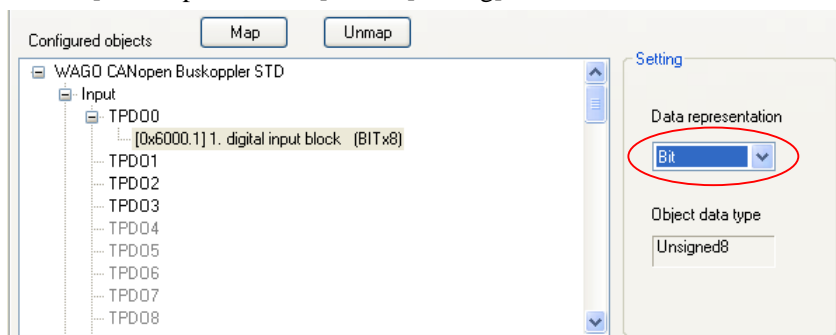 Configured objects
Map
Unmap
WAGO CANopen Buskoppler STD
Input
TPDO0
[0x6000.1] 1. digital input block (BITx8)
TPDO1
TPDO2
TPDO3
TPDO4
TPDO5
TPDO6
TPDO7
TPDO8
Setting
Data representation
Bit
Object data type
Unsigned8